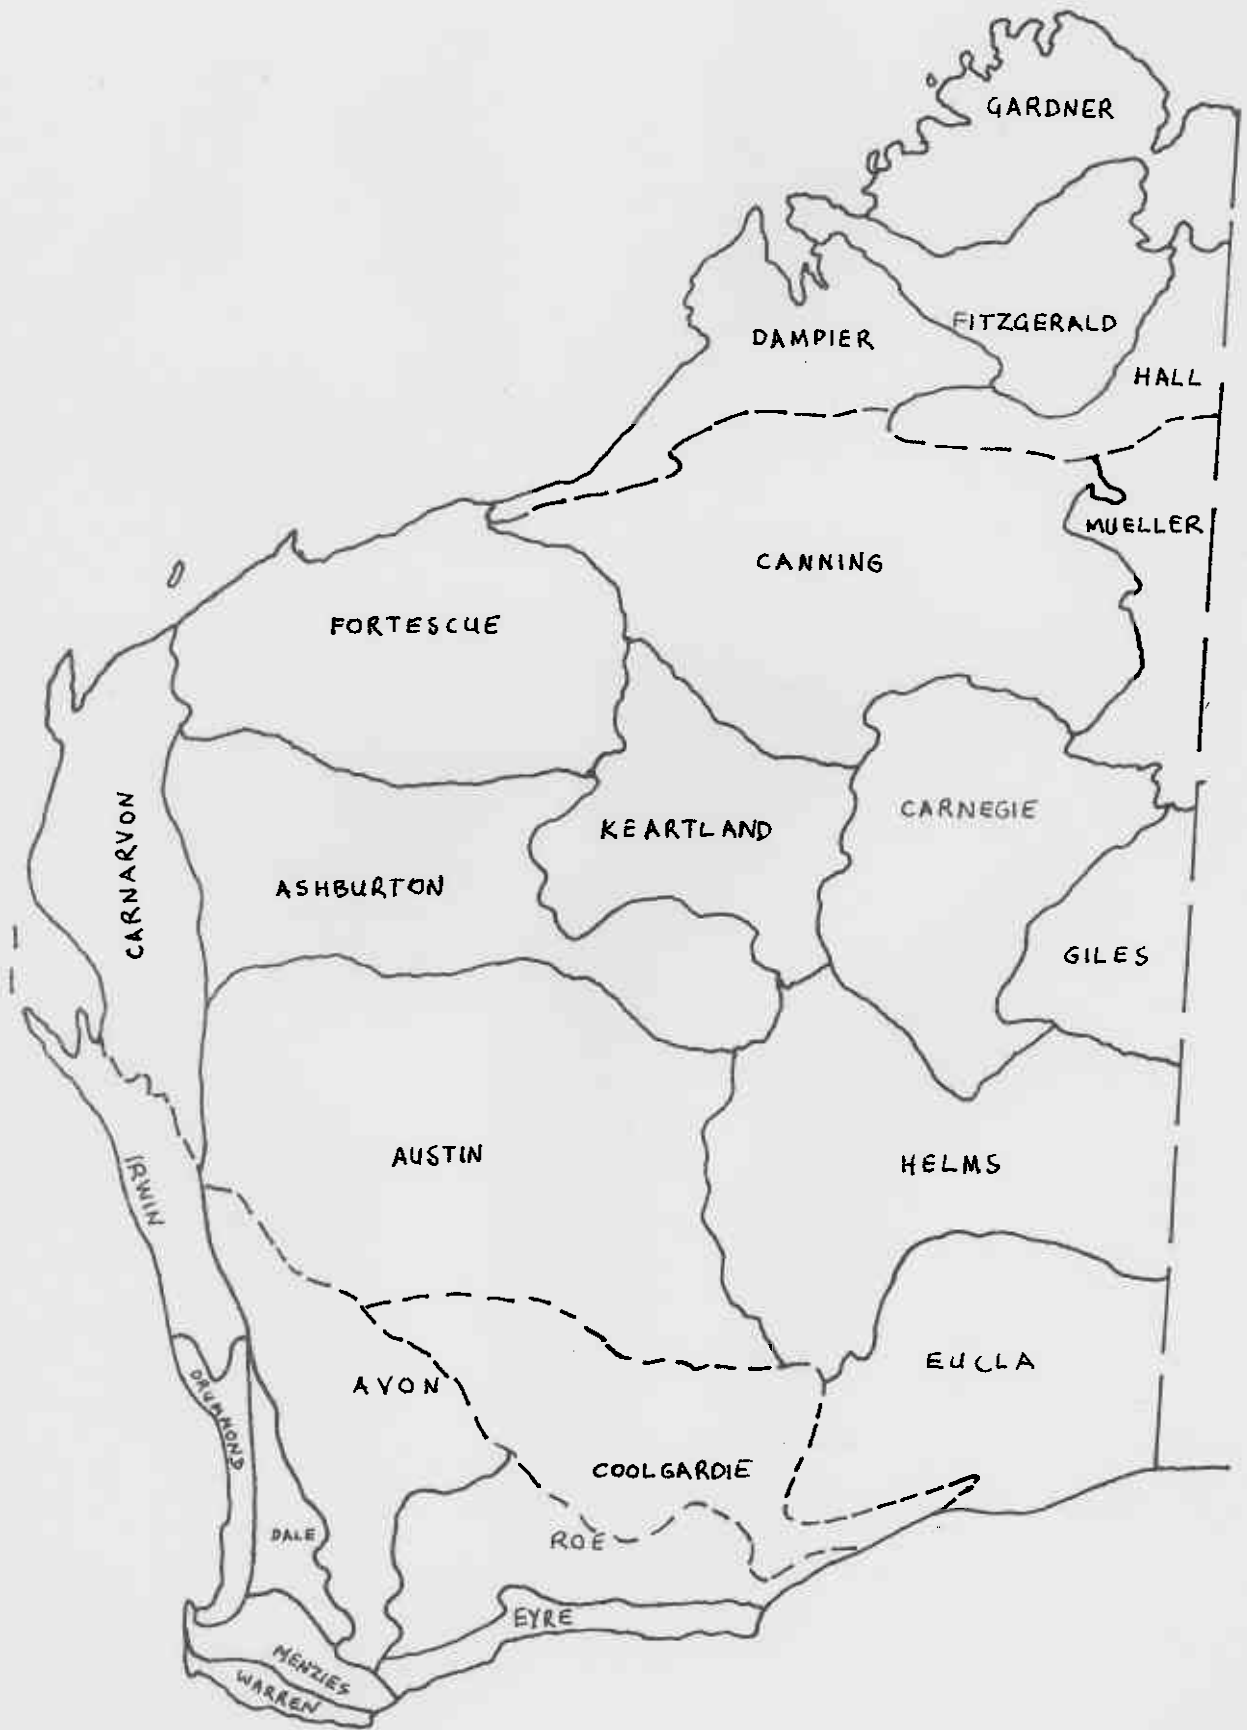 GARDNER
FITZGERALD
DAMPIER
HALL
MUELLER
CANNING
FORTESCUE
CARNEGIE
KEARTLAND
CARNARVON
ASHBURTON
GILES
AUSTIN
HELMS
IRWIN
EUCLA
AVON
DRUMMOND
COOLGARDIE
DALE
ROE
EYRE
MENZIES
WARREN